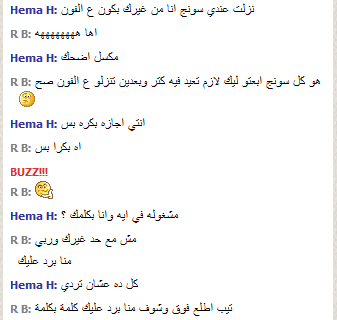 Hema H: نزلت عندي سونج انا من غيرك بكون ع الفون
R B: اها ههههههههه
Hema H: مكسل اضحك
R B: هو كل سونج ابعتو ليك لازم تعيد فيه كتر وبعدين تتزلو ع الفون صح
Hema H: انتي اجازه بكره بس
R B: اه بكرا بس
BUZZ!!!
R B:
Hema H: مشغوله في ايه وانا بكلمك ؟
R B: مش مع حد غيرك وربي
منا برد عليك
Hema H: كل ده عشان تردي
R B: تيب اطلع فوق وشوف منا برد عليك كلمة بكلمة